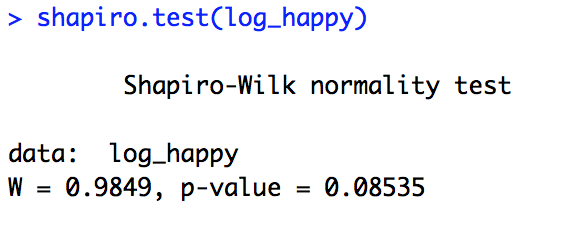 > shapiro.test(log_happy)
Shapiro-Wilk normality test
data:  log_happy
W = 0.9849, p-value = 0.08535